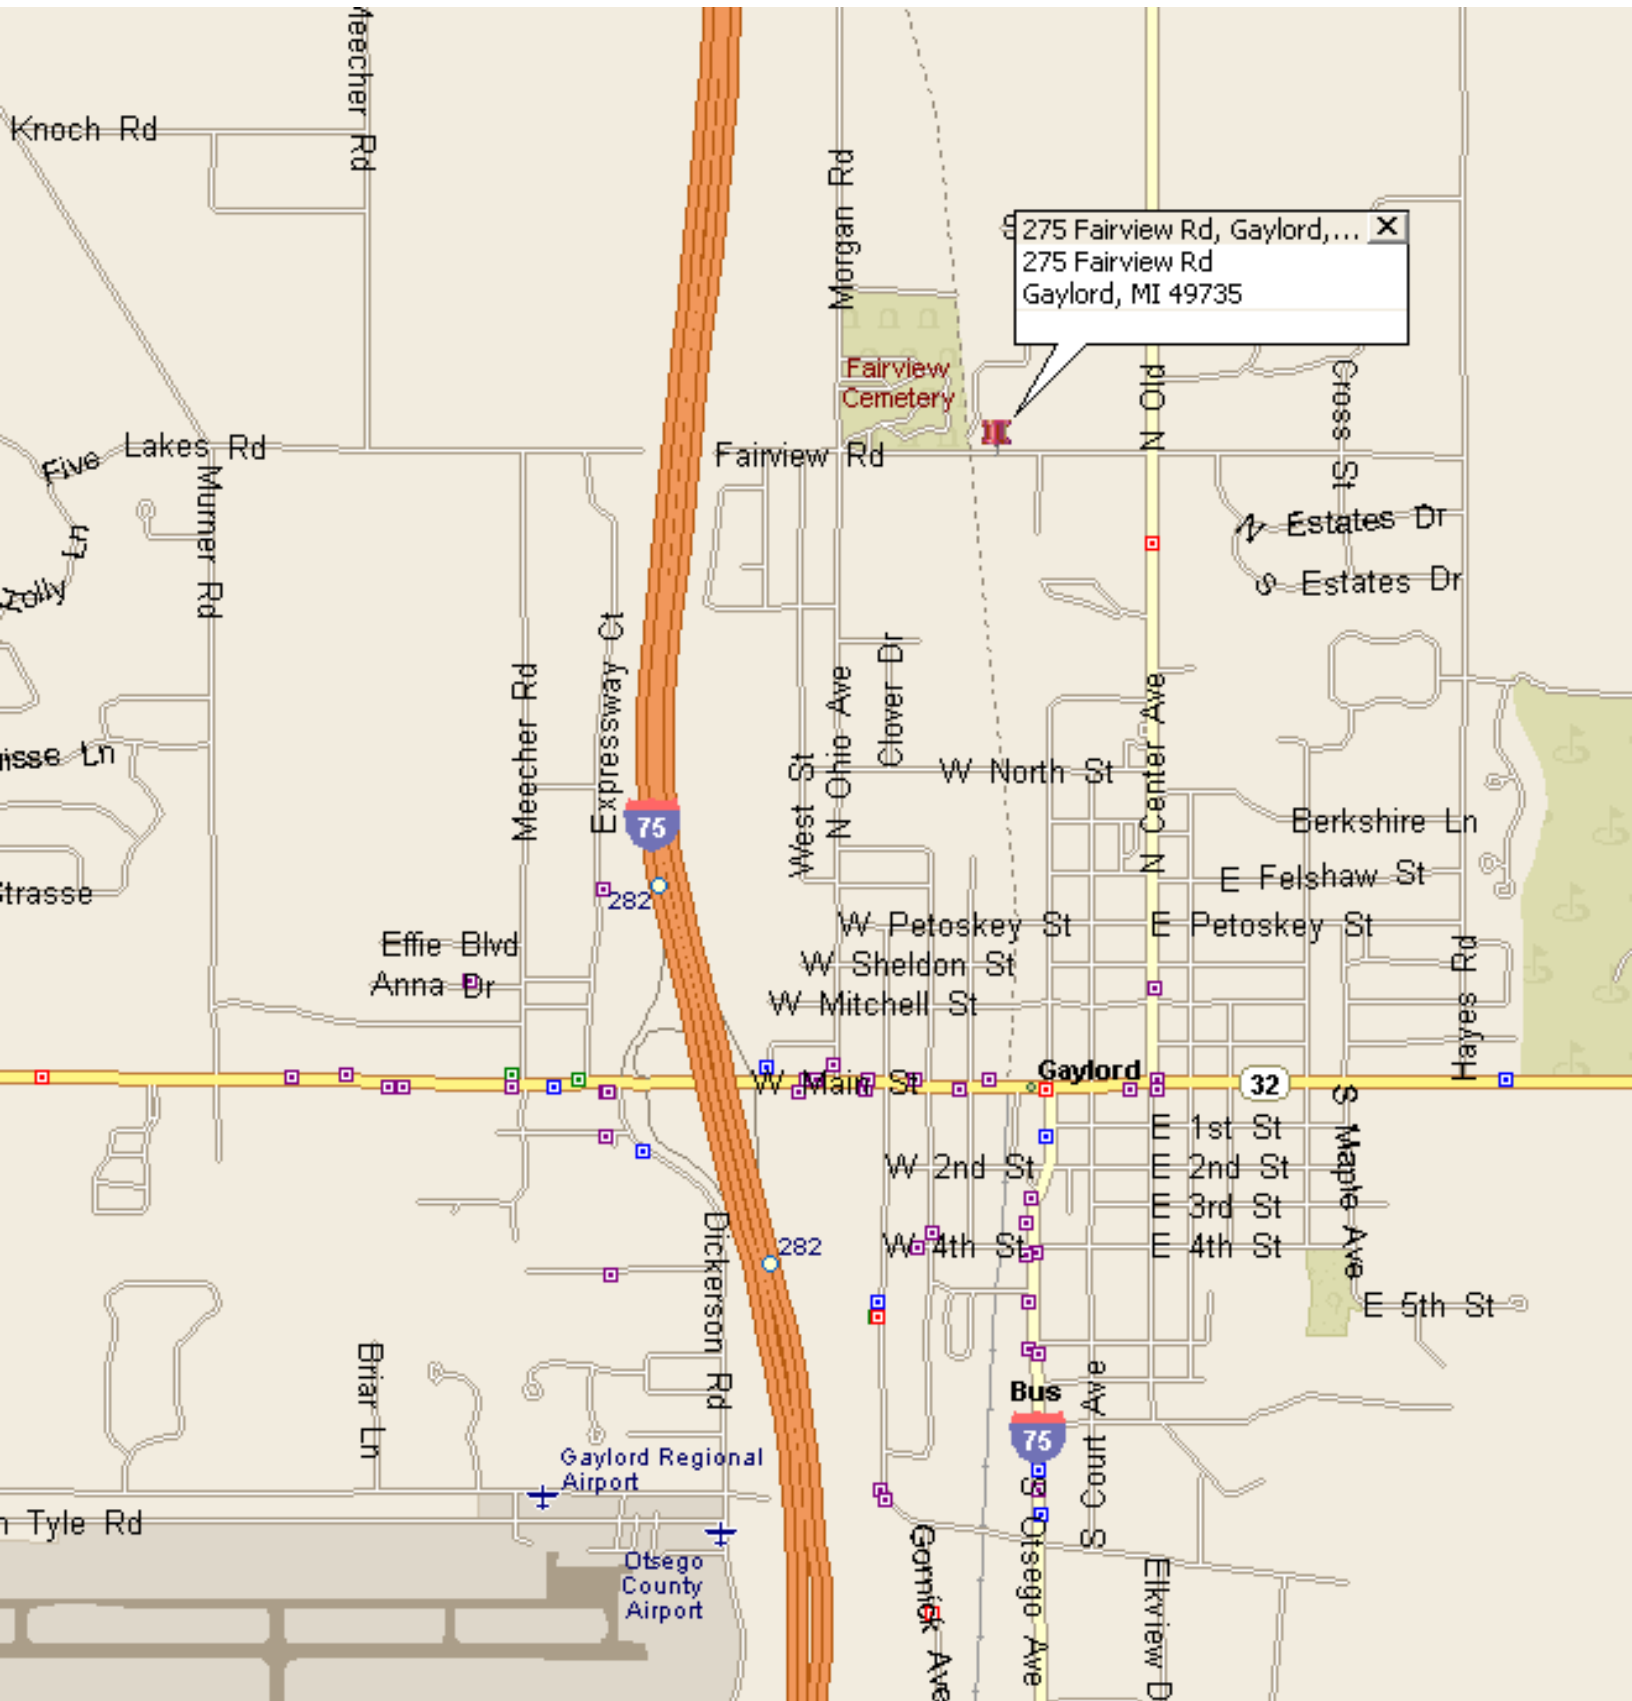 Meecher Rd
Knoch Rd
Morgan Rd
275 Fairview Rd, Gaylord,...
275 Fairview Rd
Gaylord, MI 49735
Fairview
Cemetery
Old N
Cross St
Five Lakes Rd
Fairview Rd
Murner Rd
N Estates Dr
S Estates Dr
Ln
Zolly
Expressway Ct
Meecher Rd
Clover Dr
N Ohio Ave
West St
N Center Ave
W North St
isse Ln
75
Berkshire Ln
E Felshaw St
Strasse
282
W Petoskey St
E Petoskey St
Effie Blvd
W Sheldon St
Anna Dr
W Mitchell St
Hayes Rd
Gaylord
W Main St
32
E 1st St
S Maple Ave
W 2nd St
E 2nd St
E 3rd St
W 4th St
E 4th St
282
Dickerson Rd
E 5th St
Briar Ln
Bus
75
S Court Ave
Gaylord Regional
Airport
n Tyle Rd
S Otsego Ave
Otsego
County
Airport
Gornick Ave
Elkview D